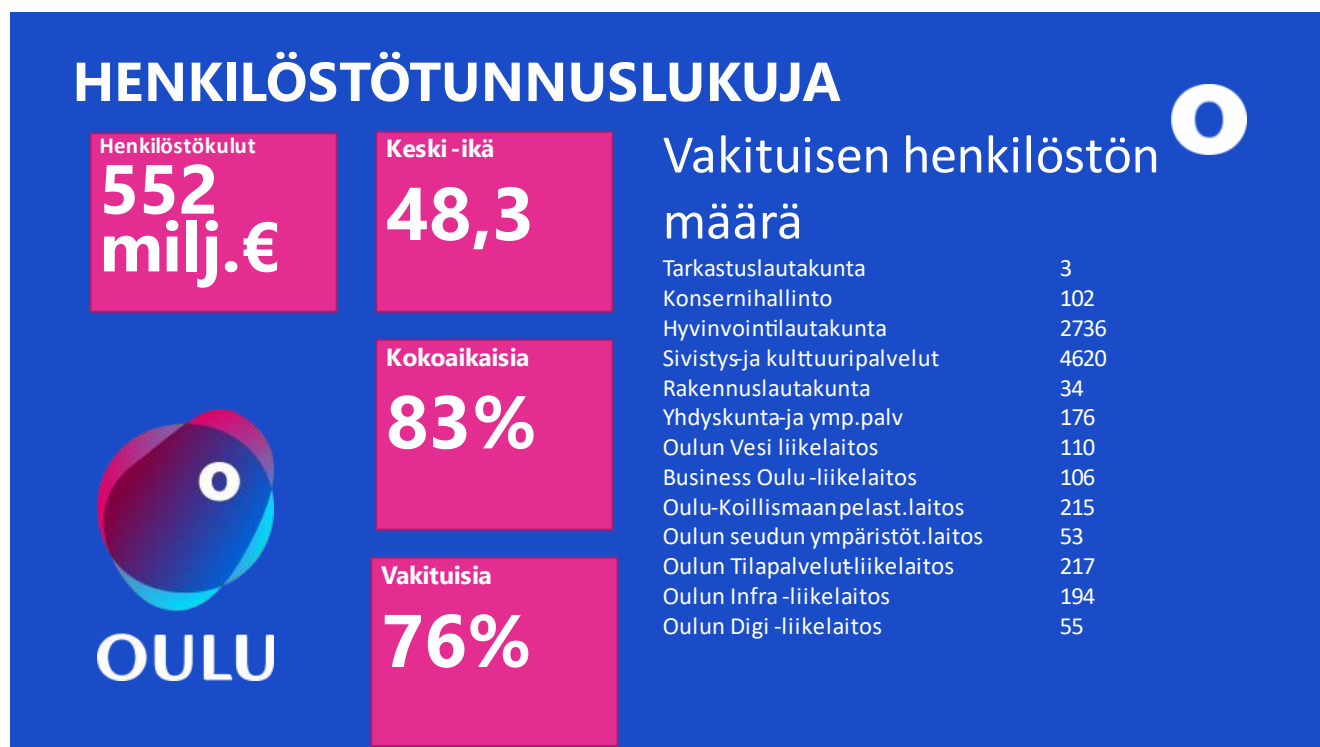 HENKILÖSTÖTUNNUSLUKUJA
Henkilöstökulut
552
milj.€
Keski-ikä
48,3
Kokoaikaisia
83%
Vakituisia
76%
OULU
Vakituisen henkilöstön
määrä
Tarkastuslautakunta 3
Konsernihallinto 102
Hyvinvointilautakunta 2736
Sivistys-ja kulttuuripalvelut 4620
Rakennuslautakunta 34
Yhdyskunta-ja ymp.palv 176
Oulun Vesi liikelaitos 110
Business Oulu -liikelaitos 106
Oulu-Koillismaan pelast.laitos 215
Oulun seudun ympäristöt.laitos 53
Oulun Tilapalvelut-liikelaitos 217
Oulun Infra -liikelaitos 194
Oulun Digi -liikelaitos 55